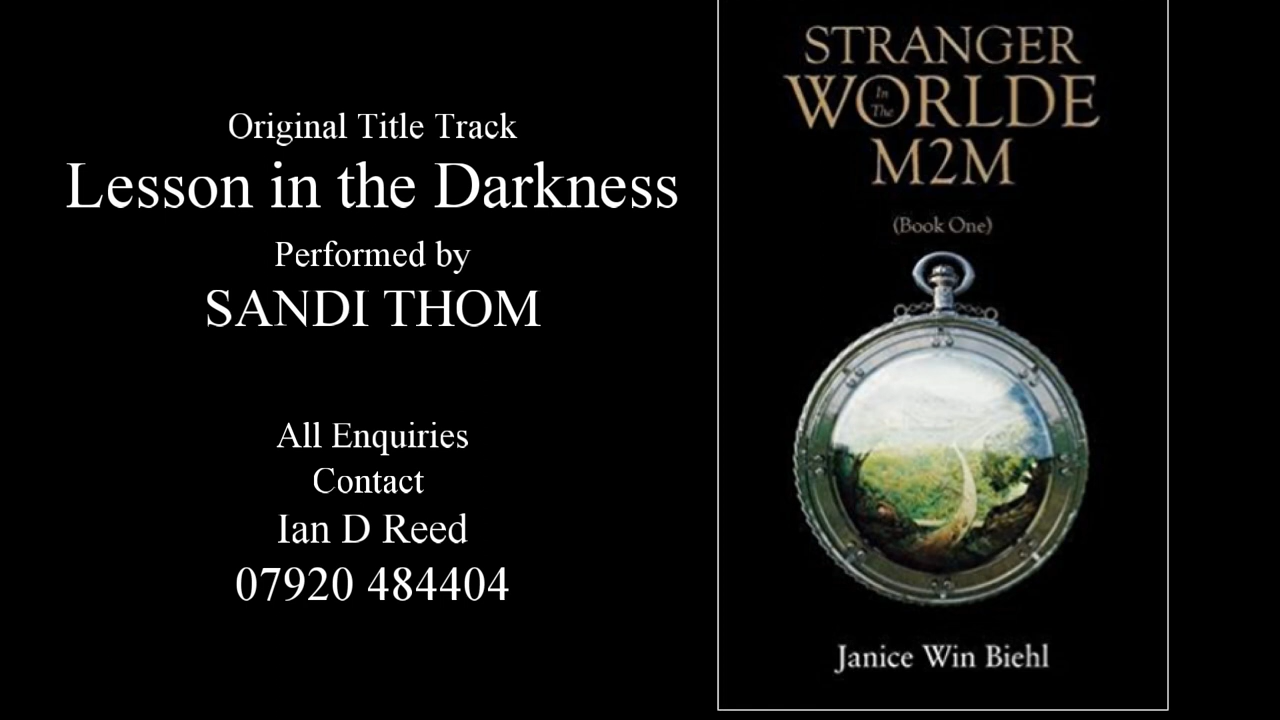 Original Title Track
Lesson in the Darkness
Performed by
SANDI THOM
All Enquiries
Contact
Ian D Reed
07920 484404
STRANGER
In
The
WORLDE
M2M
(Book One)
Janice Win Biehl